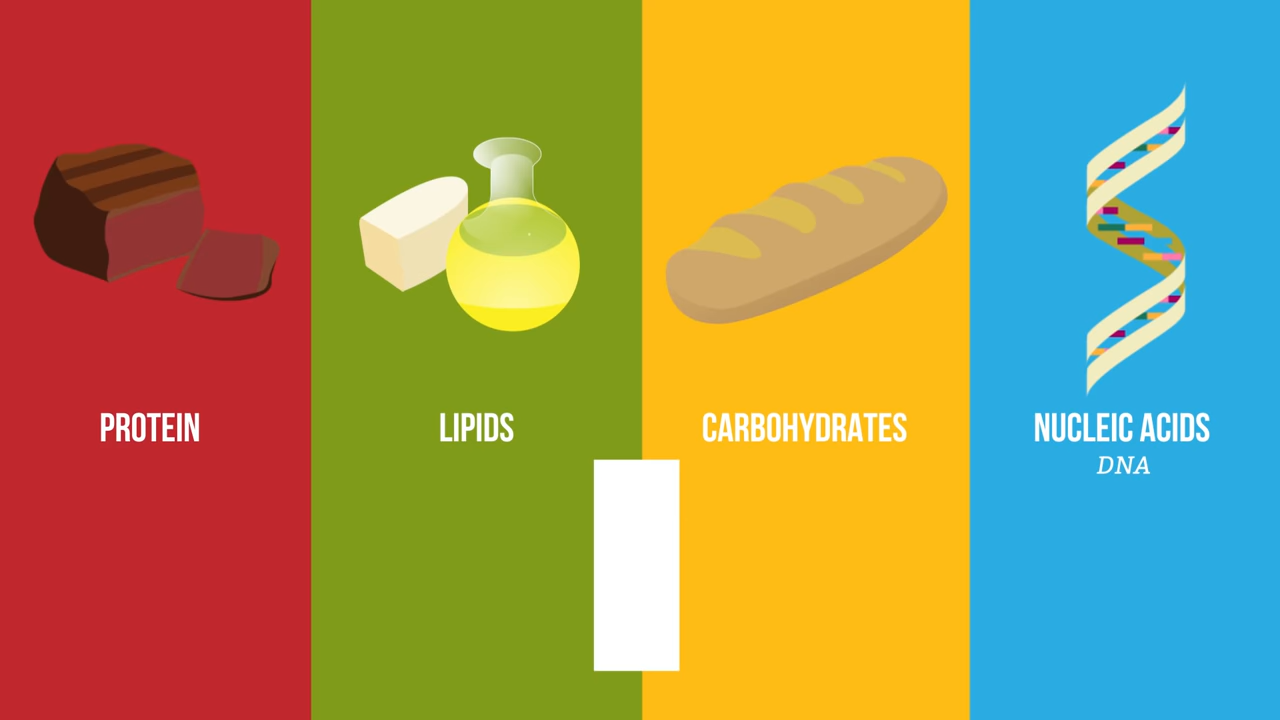 PROTEIN
LIPIDS
CARBOHYDRATES
NUCLEIC ACIDS
DNA